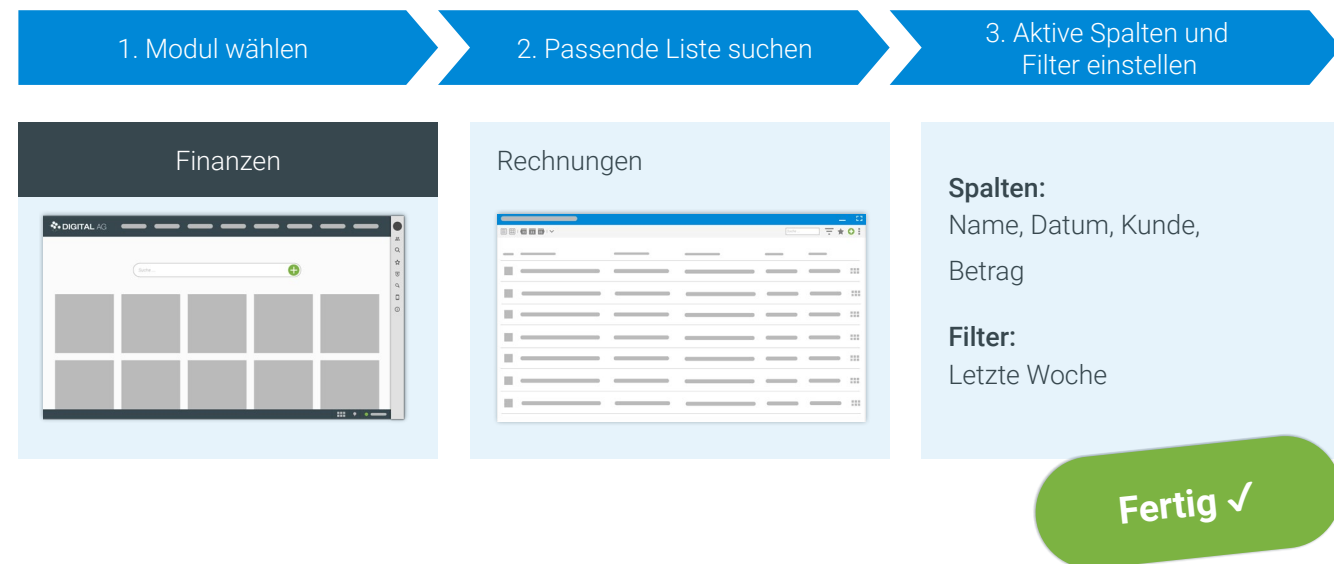 1. Modul wählen
2. Passende Liste suchen
3. Aktive Spalten und
Filter einstellen
Finanzen
DIGITAL AG
Suche ...
Rechnungen
Spalten:
Name, Datum, Kunde,
Betrag
Filter:
Letzte Woche
Fertig ✓